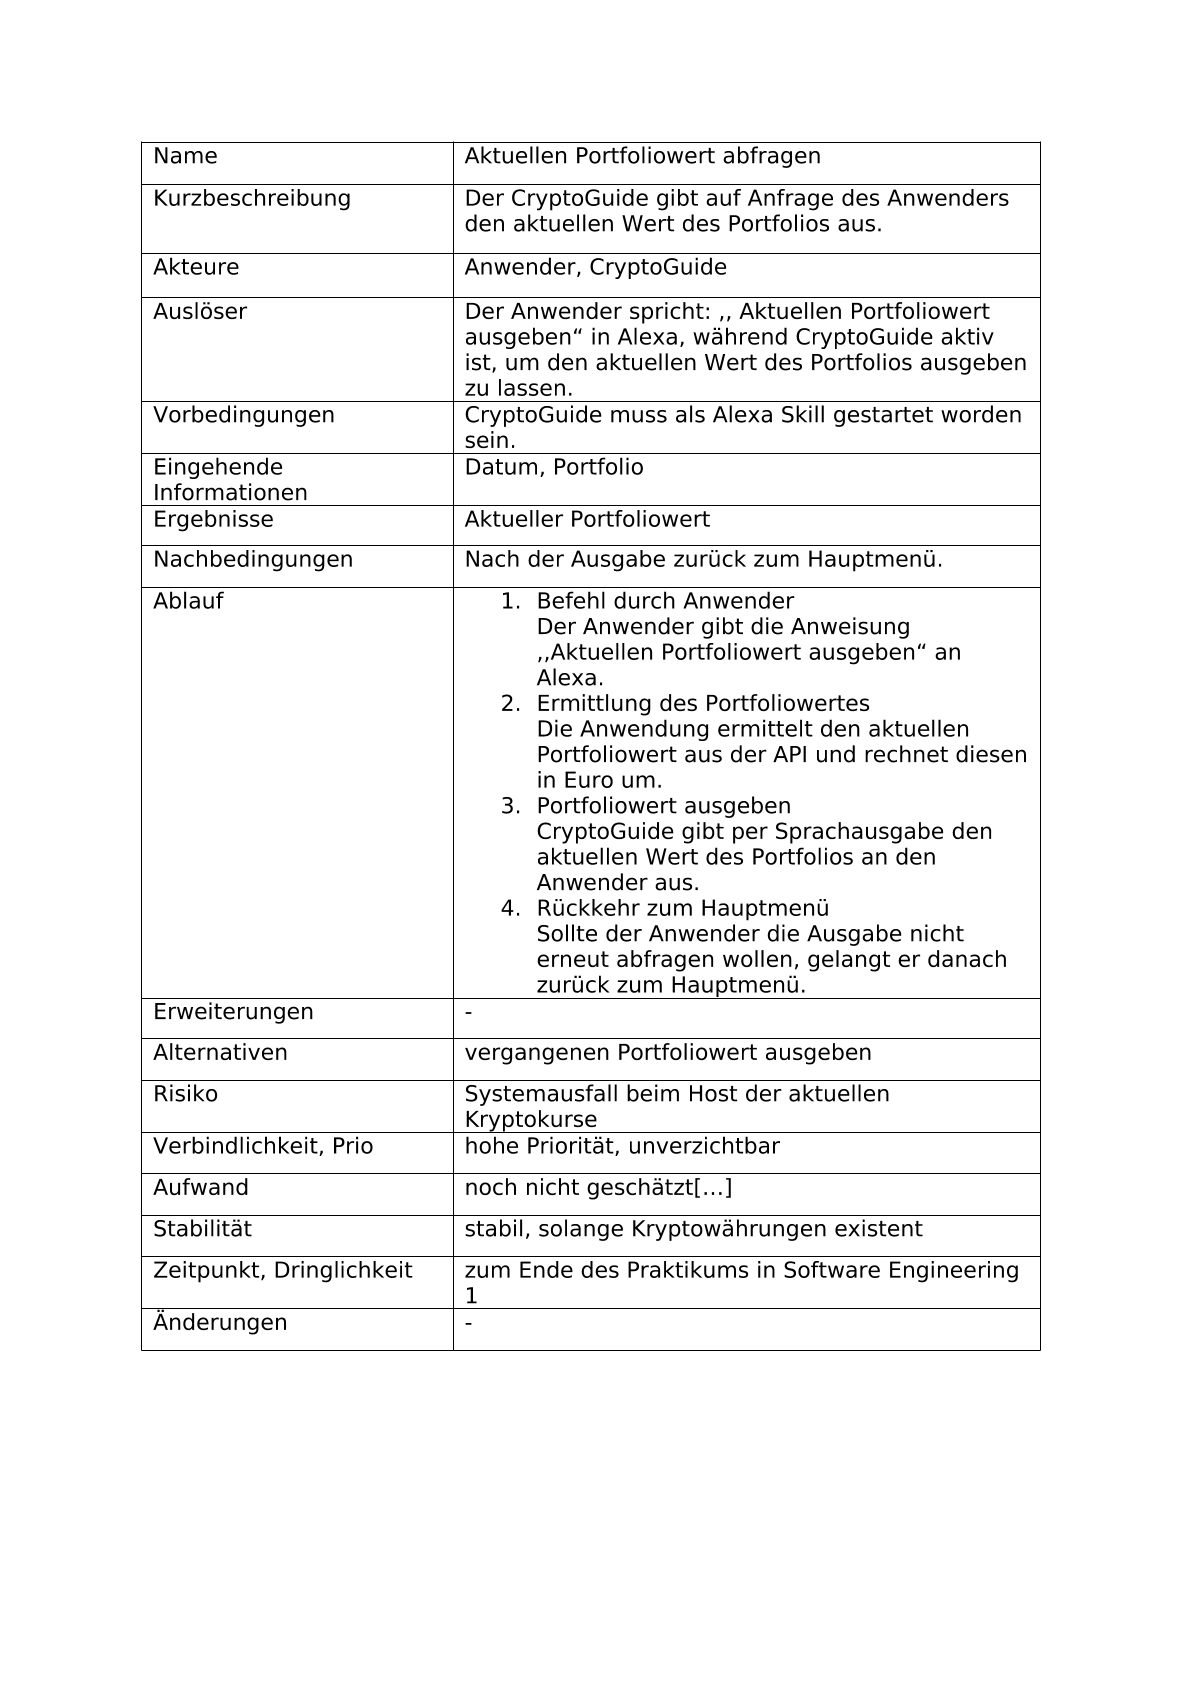 Name
Aktuellen Portfoliowert abfragen
Kurzbeschreibung
Der CryptoGuide gibt auf Anfrage des Anwenders
den aktuellen Wert des Portfolios aus.
Akteure
Anwender, CryptoGuide
Auslöser
Der Anwender spricht: ,, Aktuellen Portfoliowert
ausgeben“ in Alexa, während CryptoGuide aktiv
ist, um den aktuellen Wert des Portfolios ausgeben
zu lassen.
Vorbedingungen
CryptoGuide muss als Alexa Skill gestartet worden
sein.
Eingehende
Informationen
Datum, Portfolio
Ergebnisse
Aktueller Portfoliowert
Nachbedingungen
Nach der Ausgabe zurück zum Hauptmenü.
Ablauf
1. Befehl durch Anwender
Der Anwender gibt die Anweisung
,,Aktuellen Portfoliowert ausgeben“ an
Alexa.
2. Ermittlung des Portfoliowertes
Die Anwendung ermittelt den aktuellen
Portfoliowert aus der API und rechnet diesen
in Euro um.
3. Portfoliowert ausgeben
CryptoGuide gibt per Sprachausgabe den
aktuellen Wert des Portfolios an den
Anwender aus.
4. Rückkehr zum Hauptmenü
Sollte der Anwender die Ausgabe nicht
erneut abfragen wollen, gelangt er danach
zurück zum Hauptmenü.
Erweiterungen
-
Alternativen
vergangenen Portfoliowert ausgeben
Risiko
Systemausfall beim Host der aktuellen
Kryptokurse
Verbindlichkeit, Prio
hohe Priorität, unverzichtbar
Aufwand
noch nicht geschätzt[…]
Stabilität
stabil, solange Kryptowährungen existent
Zeitpunkt, Dringlichkeit
zum Ende des Praktikums in Software Engineering
1
Änderungen
-